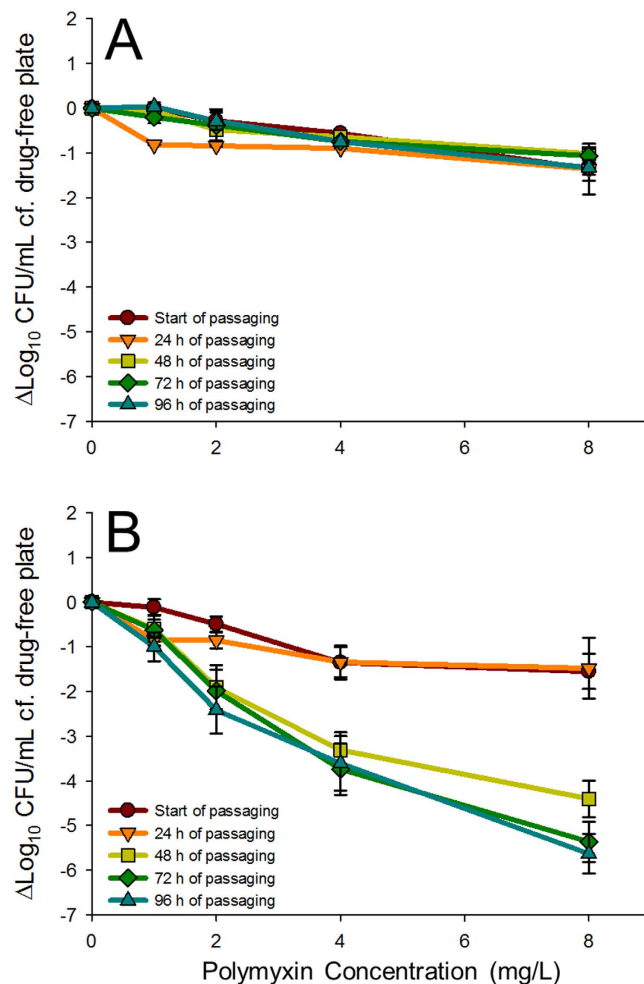 A
2
1
0
-1
-2
-3
-4
-5
-6
-7
ΔLog10 CFU/mL cf. drug-free plate
Start of passaging
24 h of passaging
48 h of passaging
72 h of passaging
96 h of passaging
0 2 4 6 8
B
2
1
0
-1
-2
-3
-4
-5
-6
-7
ΔLog10 CFU/mL cf. drug-free plate
Start of passaging
24 h of passaging
48 h of passaging
72 h of passaging
96 h of passaging
0 2 4 6 8
Polymyxin Concentration (mg/L)